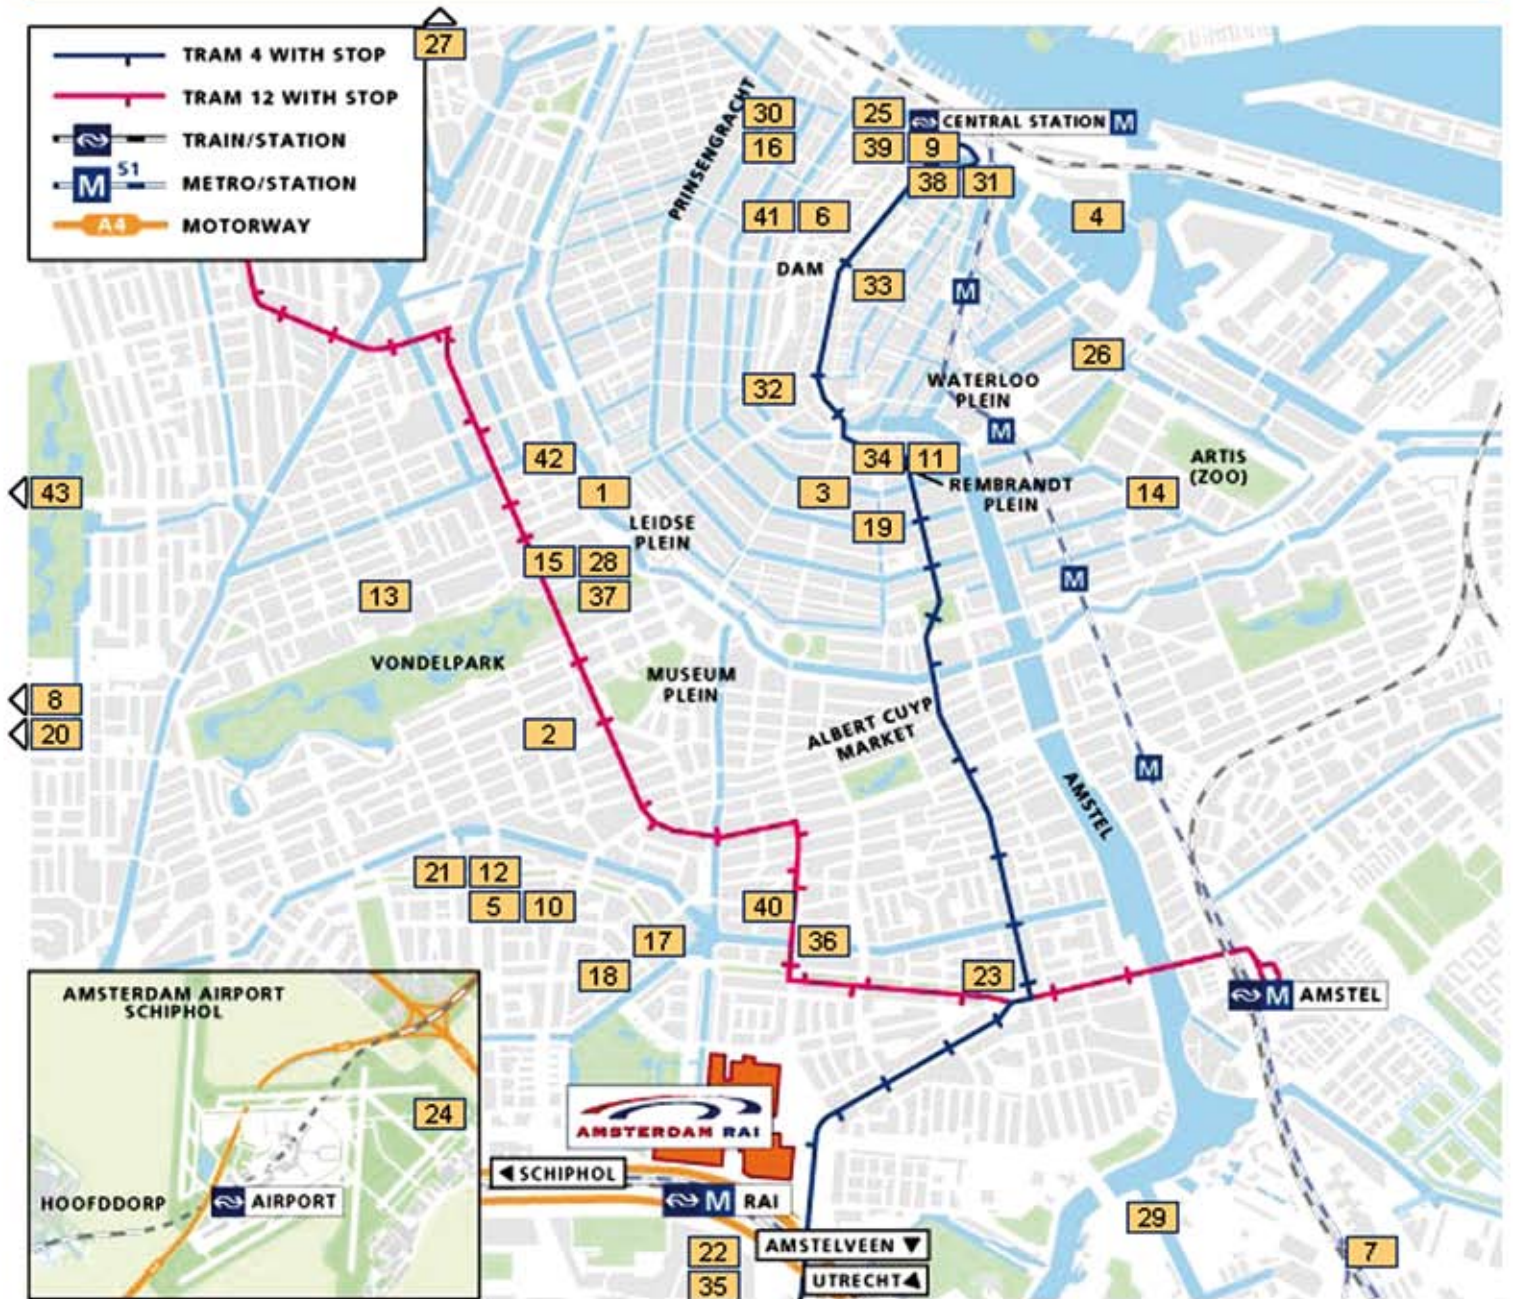 27
TRAM 4 WITH STOP
TRAM 12 WITH STOP
TRAIN/STATION
M S1 METRO/STATION
A4 MOTORWAY
PRINSENGRACHT
30
25
CENTRAL STATION M
16
39
9
38
31
41
6
4
DAM
33
M
26
32
WATERLOO
PLEIN
M
42
34
11
ARTIS
(ZOO)
43
1
3
REMBRANDT
PLEIN
14
LEIDSE
PLEIN
19
15
28
M
13
37
VONDELPARK
MUSEUM
PLEIN
8
20
2
ALBERT CUYP
MARKET
M
AMSTEL
21
12
5
10
40
17
36
18
23
M AMSTEL
AMSTERDAM AIRPORT
SCHIPHOL
24
HOOFDDORP
AIRPORT
AMSTERDAM RAI
SCHIPHOL
M RAI
29
22
AMSTELVEEN
7
35
UTRECHT